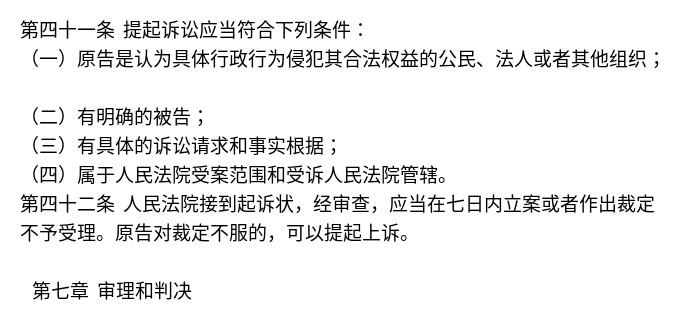 第四十一条 提起诉讼应当符合下列条件：
（一）原告是认为具体行政行为侵犯其合法权益的公民、法人或者其他组织；
（二）有明确的被告；
（三）有具体的诉讼请求和事实根据；
（四）属于人民法院受案范围和受诉人民法院管辖。
第四十二条 人民法院接到起诉状，经审查，应当在七日内立案或者作出裁定
不予受理。原告对裁定不服的，可以提起上诉。
第七章 审理和判决